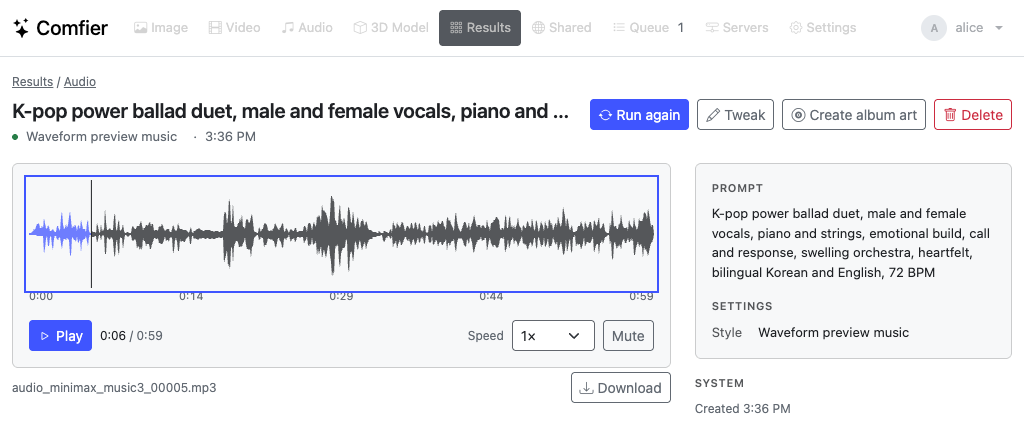 Comfier Image Video Audio 3D Model Results Shared Queue 1 Servers Settings A alice
Results / Audio
K-pop power ballad duet, male and female vocals, piano and ... Run again Tweak Create album art Delete
Waveform preview music · 3:36 PM
0:00 0:14 0:29 0:44 0:59
Play 0:06 / 0:59 Speed 1× Mute
audio_minimax_music3_00005.mp3 Download
PROMPT
K-pop power ballad duet, male and female
vocals, piano and strings, emotional build, call
and response, swelling orchestra, heartfelt,
bilingual Korean and English, 72 BPM
SETTINGS
Style Waveform preview music
SYSTEM
Created 3:36 PM